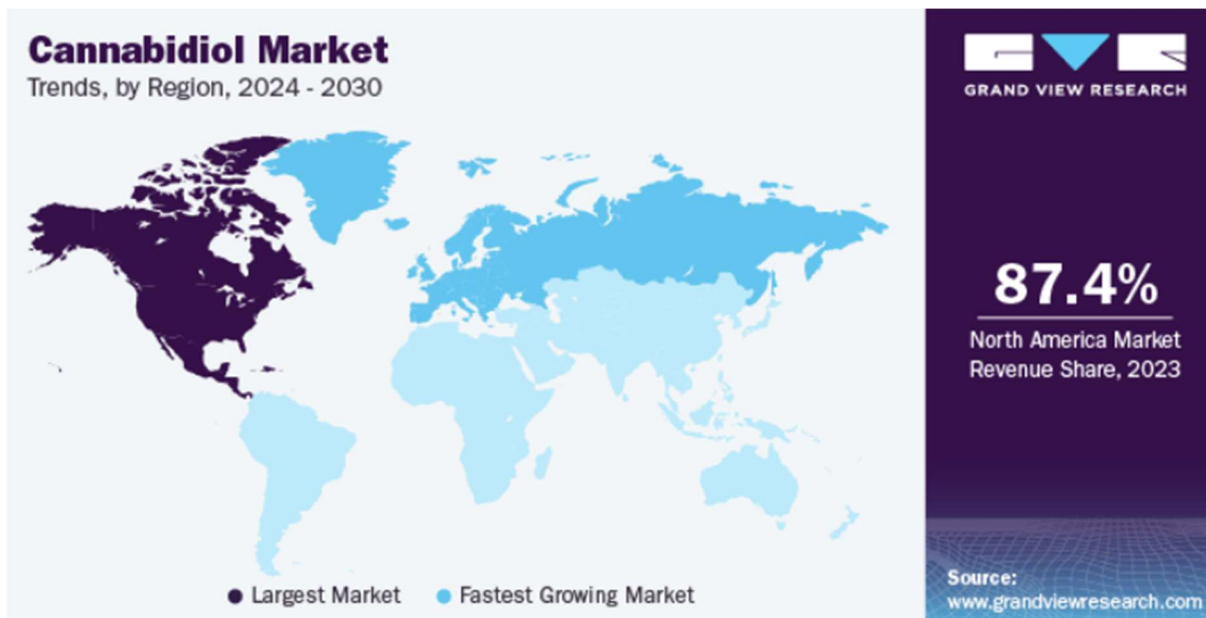 Cannabidiol Market
Trends, by Region, 2024 - 2030
GRAND VIEW RESEARCH
87.4%
North America Market
Revenue Share, 2023
Largest Market
Fastest Growing Market
Source:
www.grandviewresearch.com